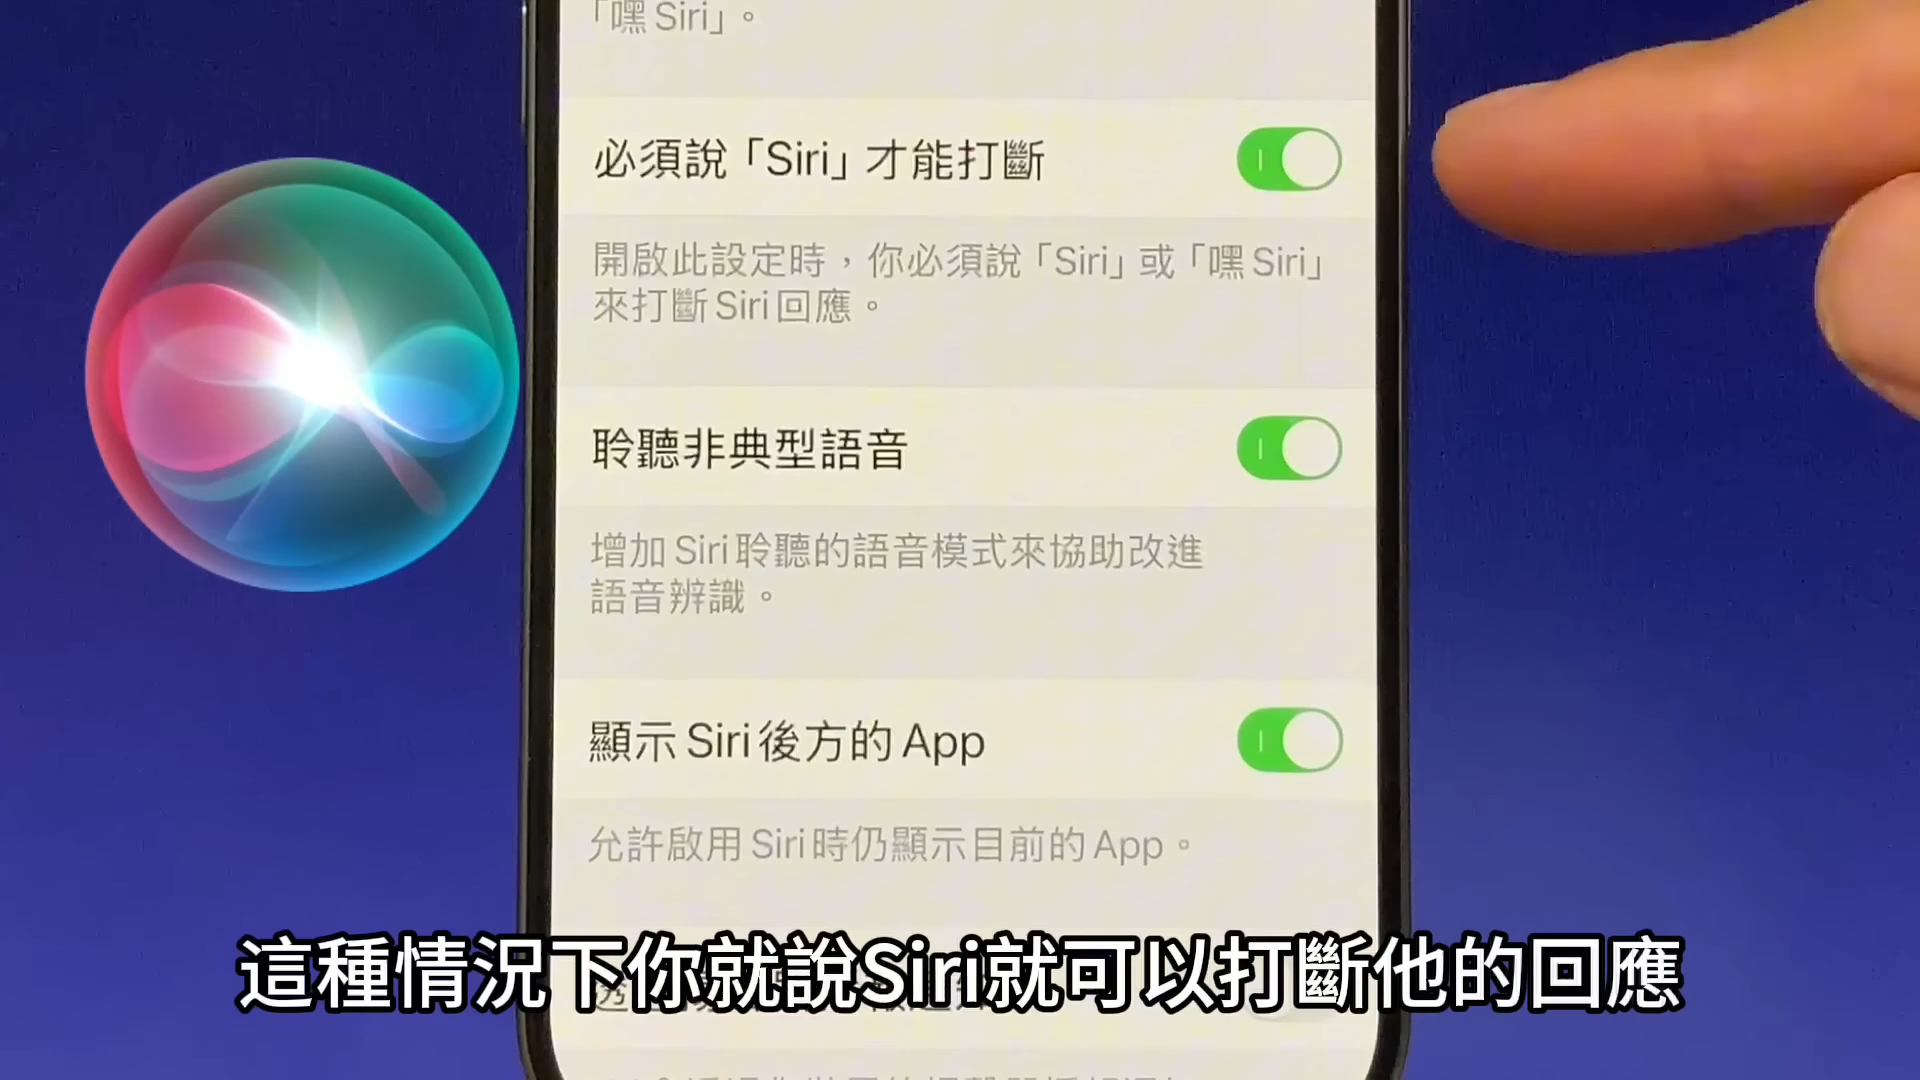 「嘿 Siri」。
必須說「Siri」才能打斷
開啟此設定時，你必須說「Siri」或「嘿 Siri」
來打斷 Siri 回應。
聆聽非典型語音
增加 Siri 聆聽的語音模式來協助改進
語音辨識。
顯示 Siri 後方的 App
允許啟用 Siri 時仍顯示目前的 App。
這種情況下你就說Siri就可以打斷他的回應